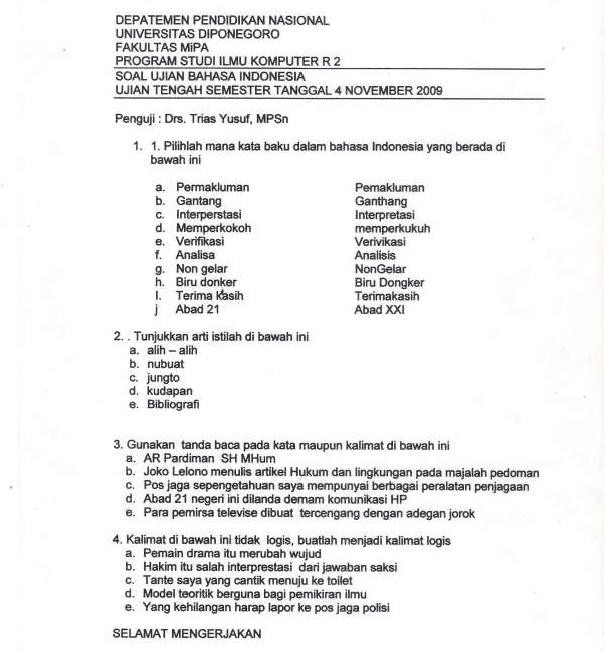 DEPATEMEN PENDIDIKAN NASIONAL
UNIVERSITAS DIPONEGORO
FAKULTAS MiPA
PROGRAM STUDI ILMU KOMPUTER R 2
SOAL UJIAN BAHASA INDONESIA
UJIAN TENGAH SEMESTER TANGGAL 4 NOVEMBER 2009
Penguji : Drs. Trias Yusuf, MPSn
1. 1. Pilihlah mana kata baku dalam bahasa Indonesia yang berada di
bawah ini
a. Permakluman Pemakluman
b. Gantang Ganthang
c. Interperstasi Interpretasi
d. Memperkokoh memperkukuh
e. Verifikasi Verivikasi
f. Analisa Analisis
g. Non gelar NonGelar
h. Biru donker Biru Dongker
I. Terima kasih Terimakasih
j Abad 21 Abad XXI
2. . Tunjukkan arti istilah di bawah ini
a. alih – alih
b. nubuat
c. jungto
d. kudapan
e. Bibliografi
3. Gunakan tanda baca pada kata maupun kalimat di bawah ini
a. AR Pardiman SH MHum
b. Joko Lelono menulis artikel Hukum dan lingkungan pada majalah pedoman
c. Pos jaga sepengetahuan saya mempunyai berbagai peralatan penjagaan
d. Abad 21 negeri ini dilanda demam komunikasi HP
e. Para pemirsa televise dibuat tercengang dengan adegan jorok
4. Kalimat di bawah ini tidak logis, buatlah menjadi kalimat logis
a. Pemain drama itu merubah wujud
b. Hakim itu salah interprestasi dari jawaban saksi
c. Tante saya yang cantik menuju ke toilet
d. Model teoritik berguna bagi pemikiran ilmu
e. Yang kehilangan harap lapor ke pos jaga polisi
SELAMAT MENGERJAKAN